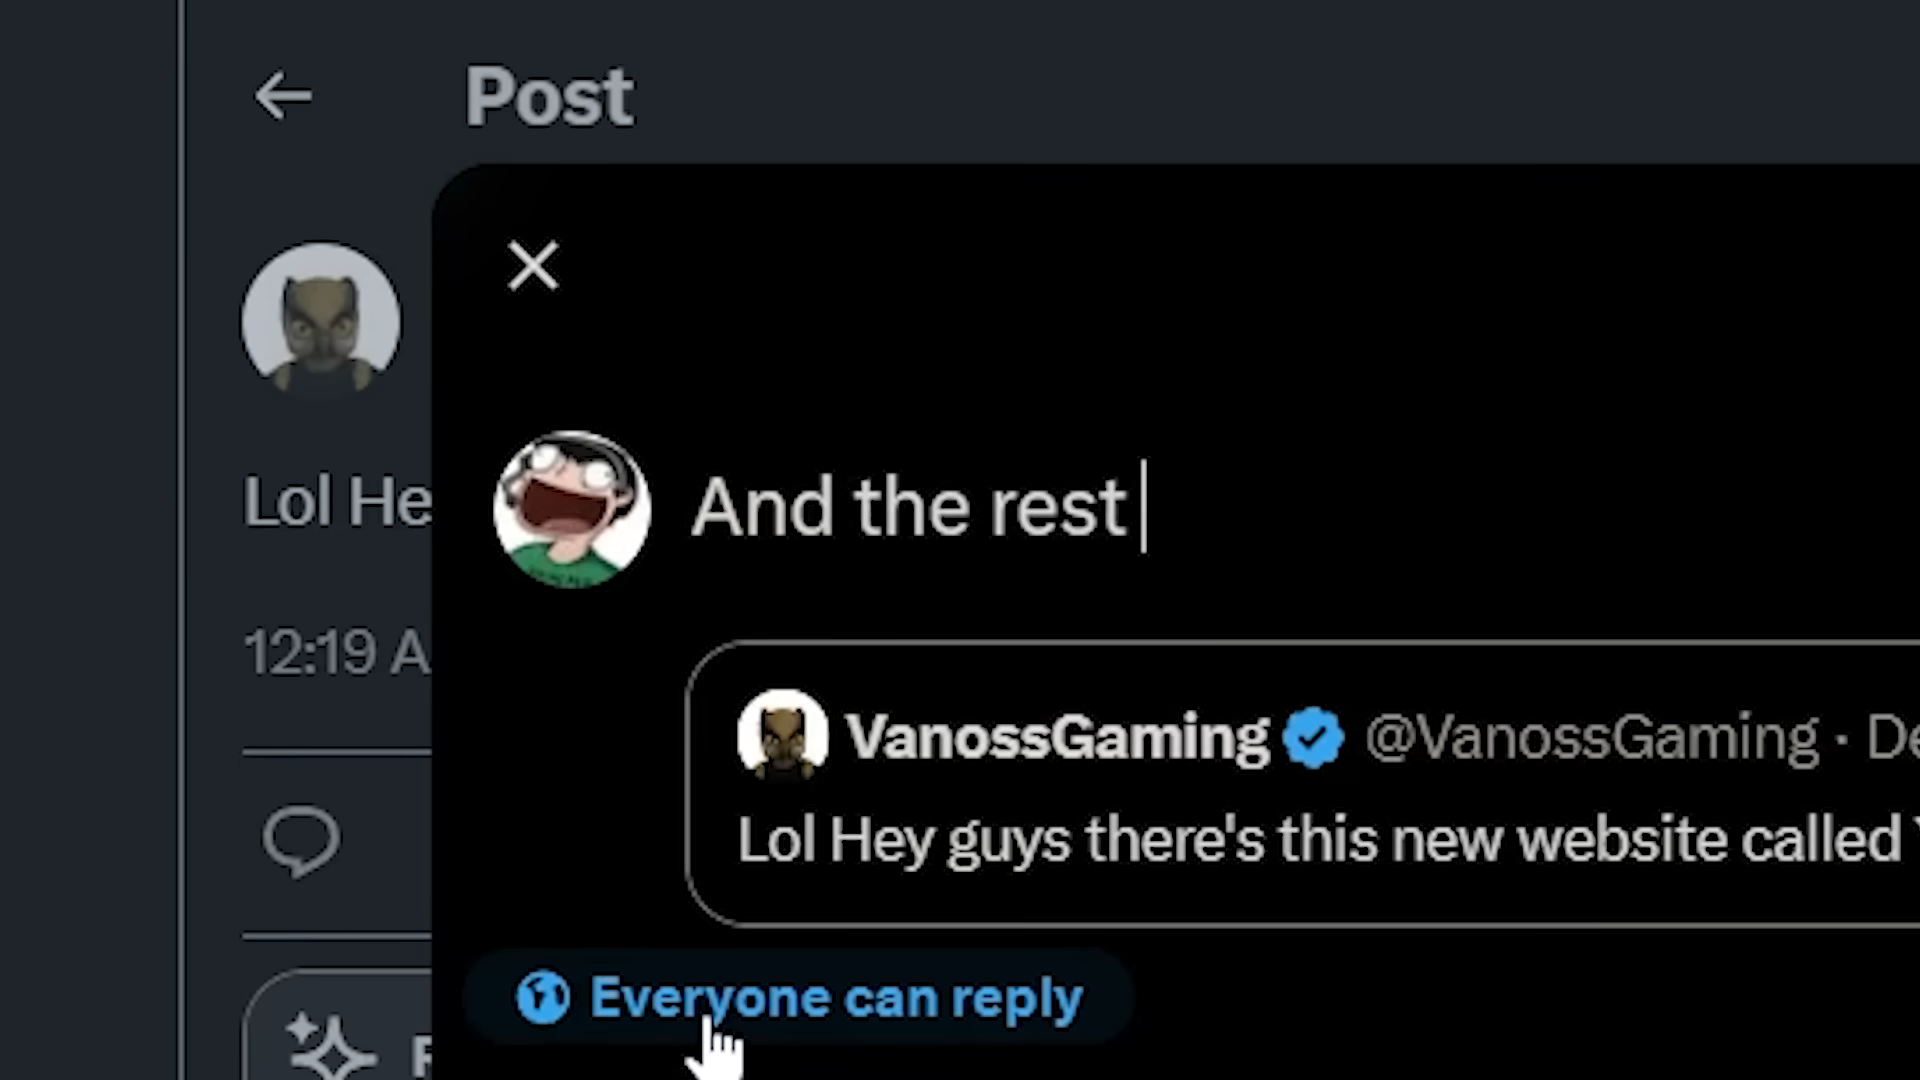 Post
Lol He
12:19 A
And the rest
VanossGaming @VanossGaming · De
Lol Hey guys there's this new website called
Everyone can reply